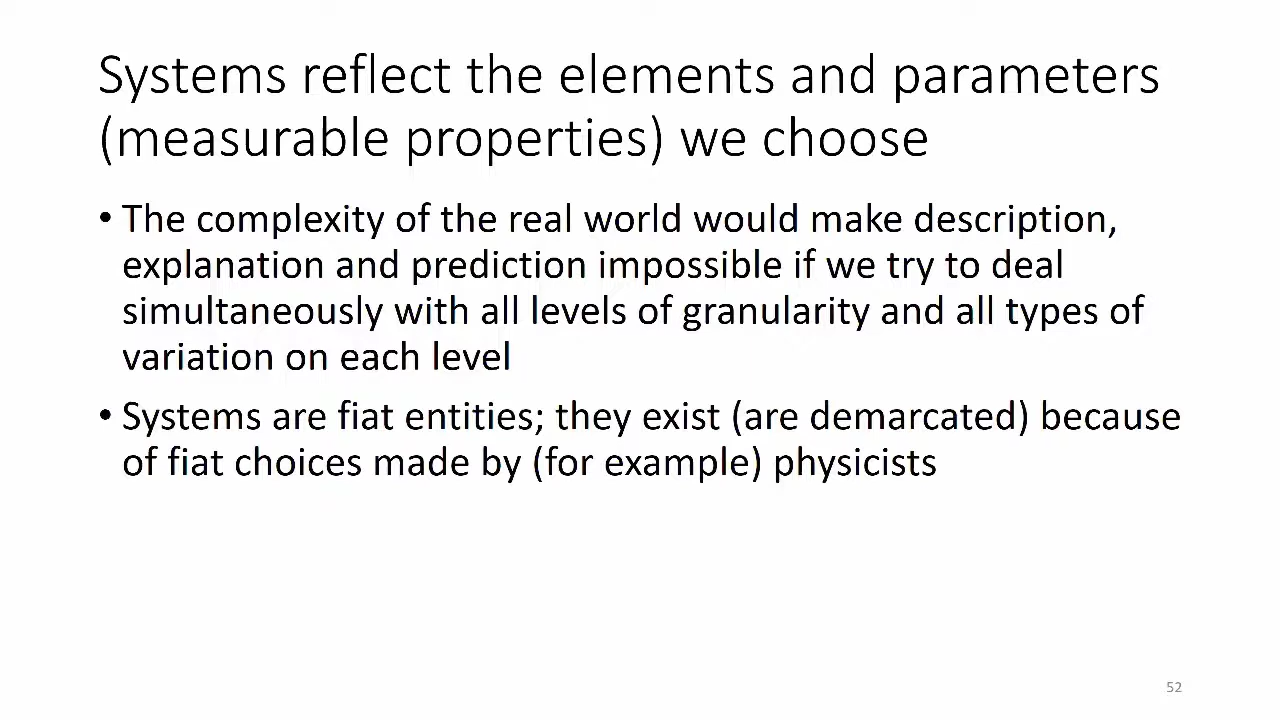 Systems reflect the elements and parameters
(measurable properties) we choose
• The complexity of the real world would make description,
explanation and prediction impossible if we try to deal
simultaneously with all levels of granularity and all types of
variation on each level
• Systems are fiat entities; they exist (are demarcated) because
of fiat choices made by (for example) physicists
52